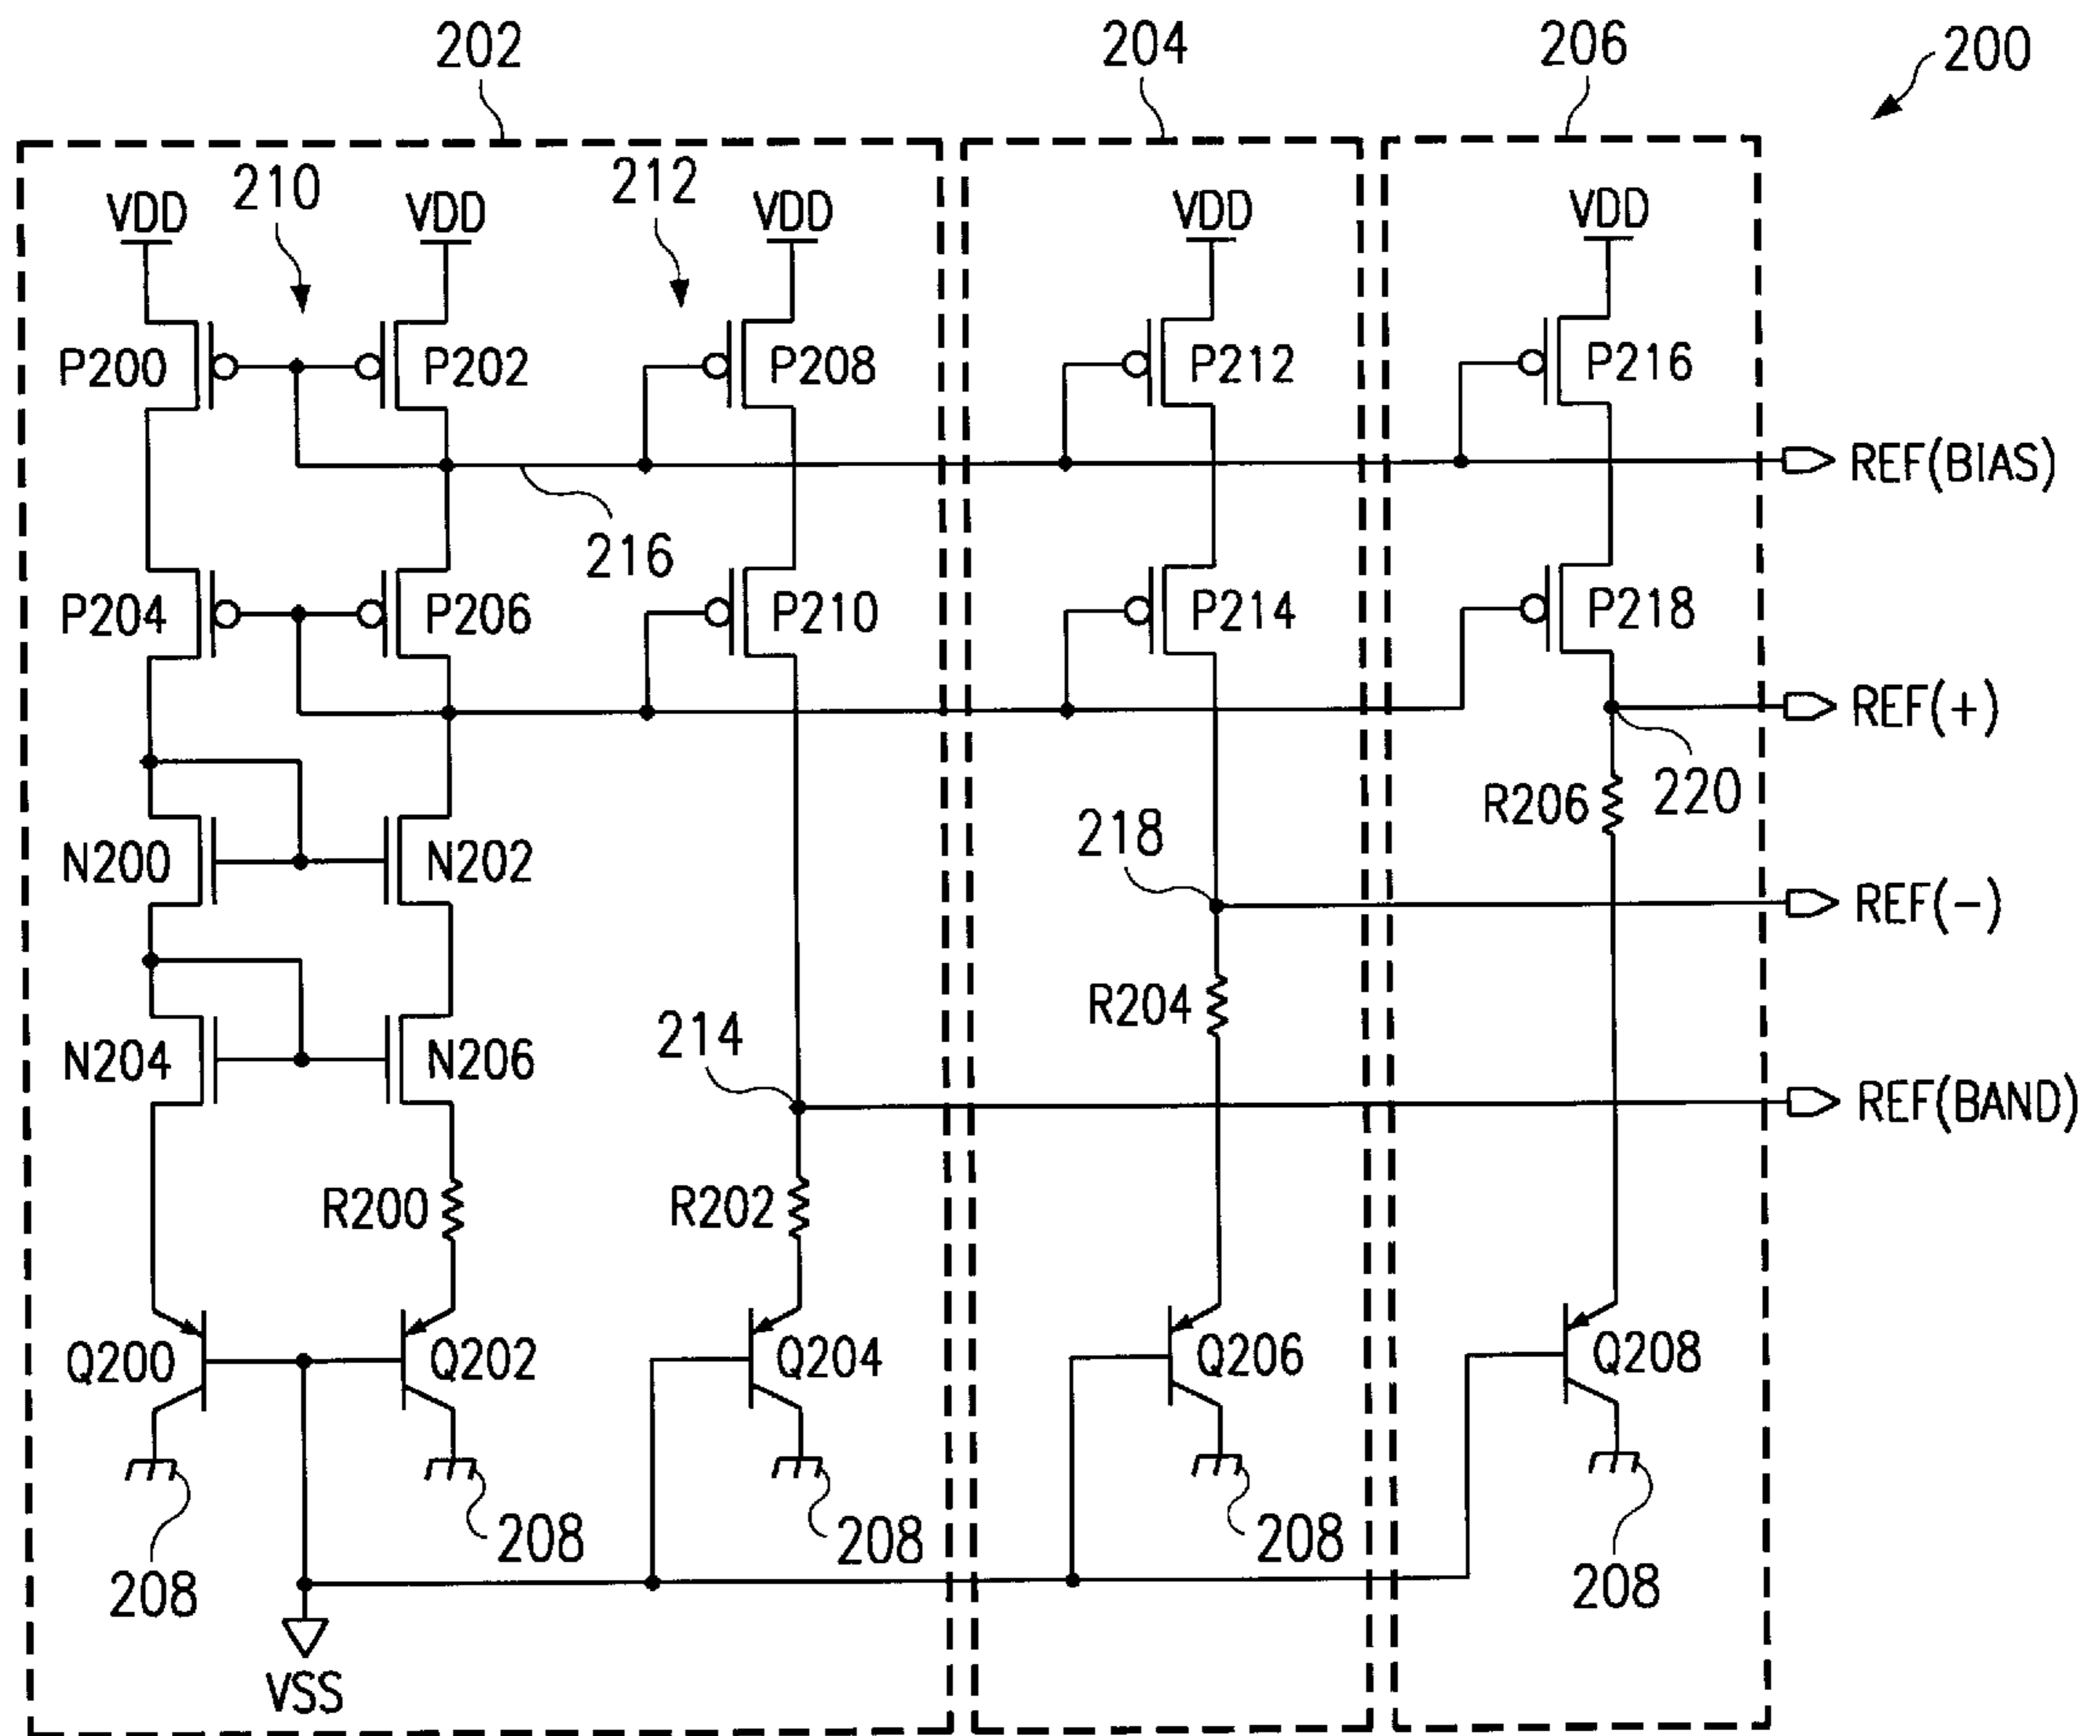 202
204
206
200
VDD
210
VDD
212
VDD
VDD
VDD
P200
P202
P208
P212
P216
REF(BIAS)
216
P204
P206
P210
P214
P218
REF(+)
220
R206
218
N200
N202
REF(-)
R204
214
N204
N206
REF(BAND)
R200
R202
Q200
Q202
Q204
Q206
Q208
208
208
208
208
208
VSS